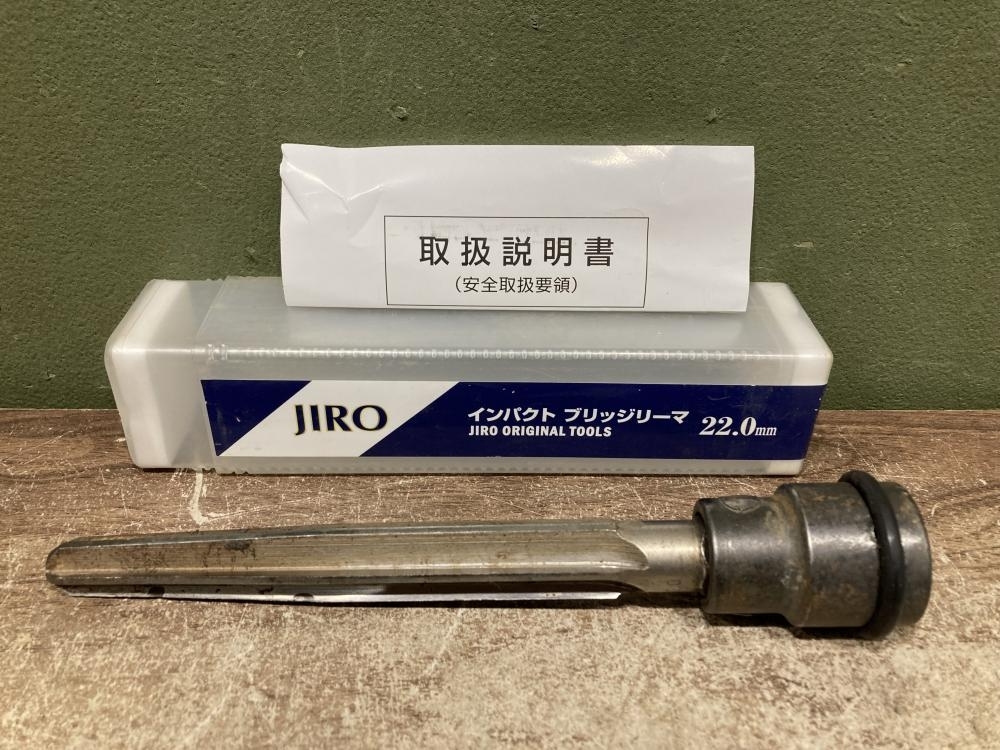 取扱説明書
(安全取扱要領)
JIRO
インパクト ブリッジリーマ 22.0mm
JIRO ORIGINAL TOOLS